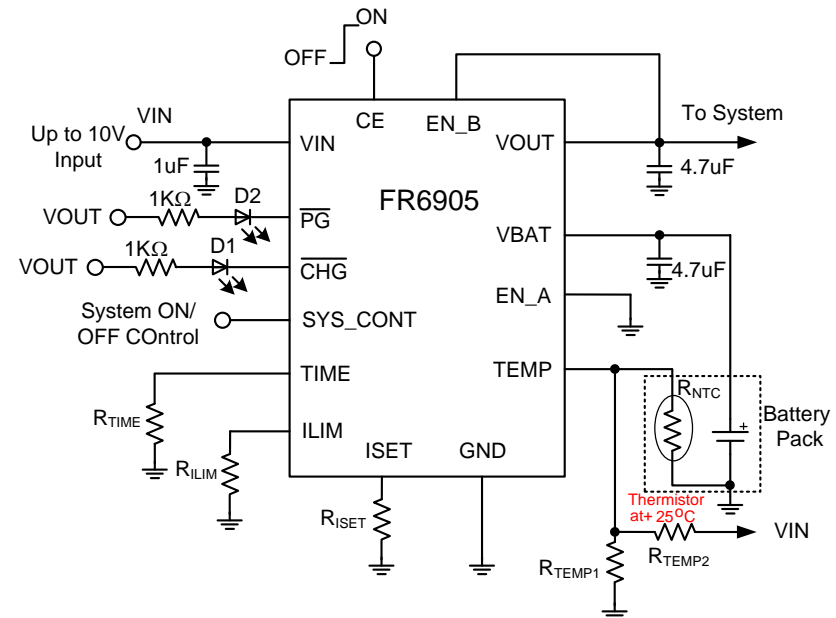 ON
OFF
VIN
Up to 10V
Input
1uF
CE
EN_B
VIN
VOUT
To System
4.7uF
FR6905
VOUT
1KΩ
D2
PG
VBAT
VOUT
1KΩ
D1
CHG
4.7uF
EN_A
System ON/
OFF COntrol
SYS_CONT
TIME
TEMP
RTIME
RNTC
Battery
Pack
+
ILIM
RILIM
ISET
GND
RISET
Thermistor
at+ 25OC
VIN
RTEMP1
RTEMP2